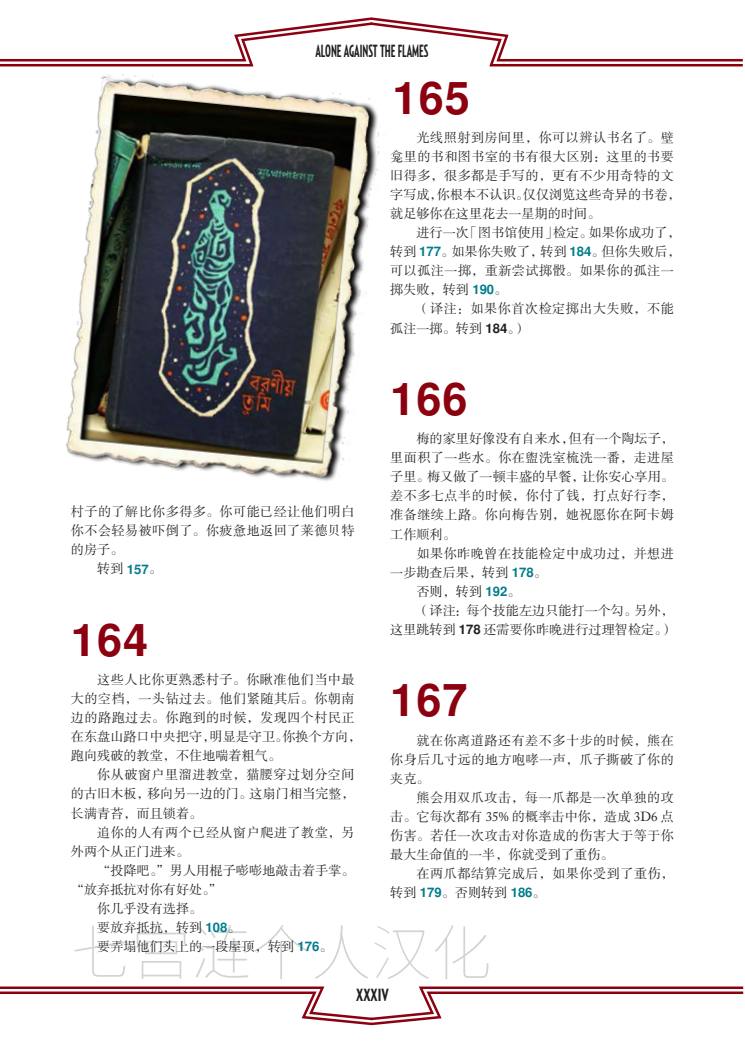 ALONE AGAINST THE FLAMES
মুখোপাধ্যায়
বরণীয়
তুমি
村子的了解比你多得多。你可能已经让他们明白
你不会轻易被吓倒了。你疲惫地返回了莱德贝特
的房子。
转到 157。
164
这些人比你更熟悉村子。你瞅准他们当中最
大的空档，一头钻过去。他们紧随其后。你朝南
边的路跑过去。你跑到的时候，发现四个村民正
在东盘山路口中央把守，明显是守卫。你换个方向，
跑向残破的教堂，不住地喘着粗气。
你从破窗户里溜进教堂，猫腰穿过划分空间
的古旧木板，移向另一边的门。这扇门相当完整，
长满青苔，而且锁着。
追你的人有两个已经从窗户爬进了教堂，另
外两个从正门进来。
“投降吧。”男人用棍子嘭嘭地敲击着手掌。
“放弃抵抗对你有好处。”
你几乎没有选择。
要放弃抵抗，转到 108。
要弄塌他们头上的一段屋顶，转到 176。
165
光线照射到房间里，你可以辨认书名了。壁
龛里的书和图书室的书有很大区别；这里的书要
旧得多，很多都是手写的，更有不少用奇特的文
字写成，你根本不认识。仅仅浏览这些奇异的书卷，
就足够你在这里花去一星期的时间。
进行一次「图书馆使用」检定。如果你成功了，
转到 177。如果你失败了，转到 184。但你失败后，
可以孤注一掷，重新尝试掷骰。如果你的孤注一
掷失败，转到 190。
（译注：如果你首次检定掷出大失败，不能
孤注一掷。转到 184。）
166
梅的家里好像没有自来水，但有一个陶坛子，
里面积了一些水。你在盥洗室梳洗一番，走进屋
子里。梅又做了一顿丰盛的早餐，让你安心享用。
差不多七点半的时候，你付了钱，打点好行李，
准备继续上路。你向梅告别，她祝愿你在阿卡姆
工作顺利。
如果你昨晚曾在技能检定中成功过，并想进
一步勘查后果，转到 178。
否则，转到 192。
（译注：每个技能左边只能打一个勾。另外，
这里跳转到 178 还需要你昨晚进行过理智检定。）
167
就在你离道路还有差不多十步的时候，熊在
你身后几寸远的地方咆哮一声，爪子撕破了你的
夹克。
熊会用双爪攻击，每一爪都是一次单独的攻
击。它每次都有 35% 的概率击中你，造成 3D6 点
伤害。若任一次攻击对你造成的伤害大于等于你
最大生命值的一半，你就受到了重伤。
在两爪都结算完成后，如果你受到了重伤，
转到 179。否则转到 186。
七宫涟个人汉化
XXXIV